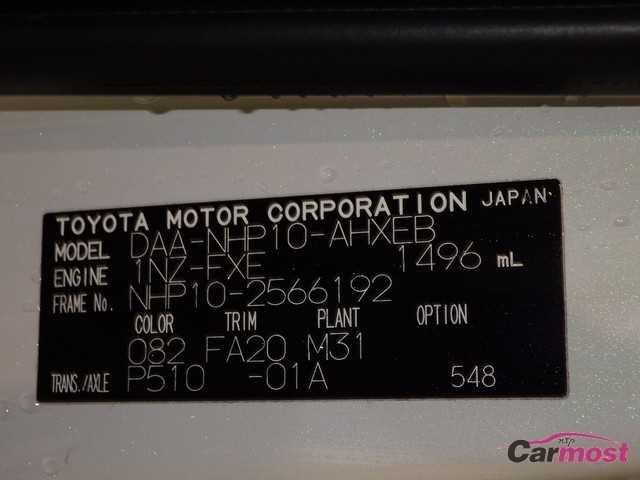 TOYOTA MOTOR CORPORATION JAPAN
MODEL DAA-NHP10-AHXEB
ENGINE 1NZ-FXE 1496 mL
FRAME No. NHP10-2566192
COLOR TRIM PLANT OPTION
082 FA20 M31
TRANS./AXLE P510 -01A 548
Carmost